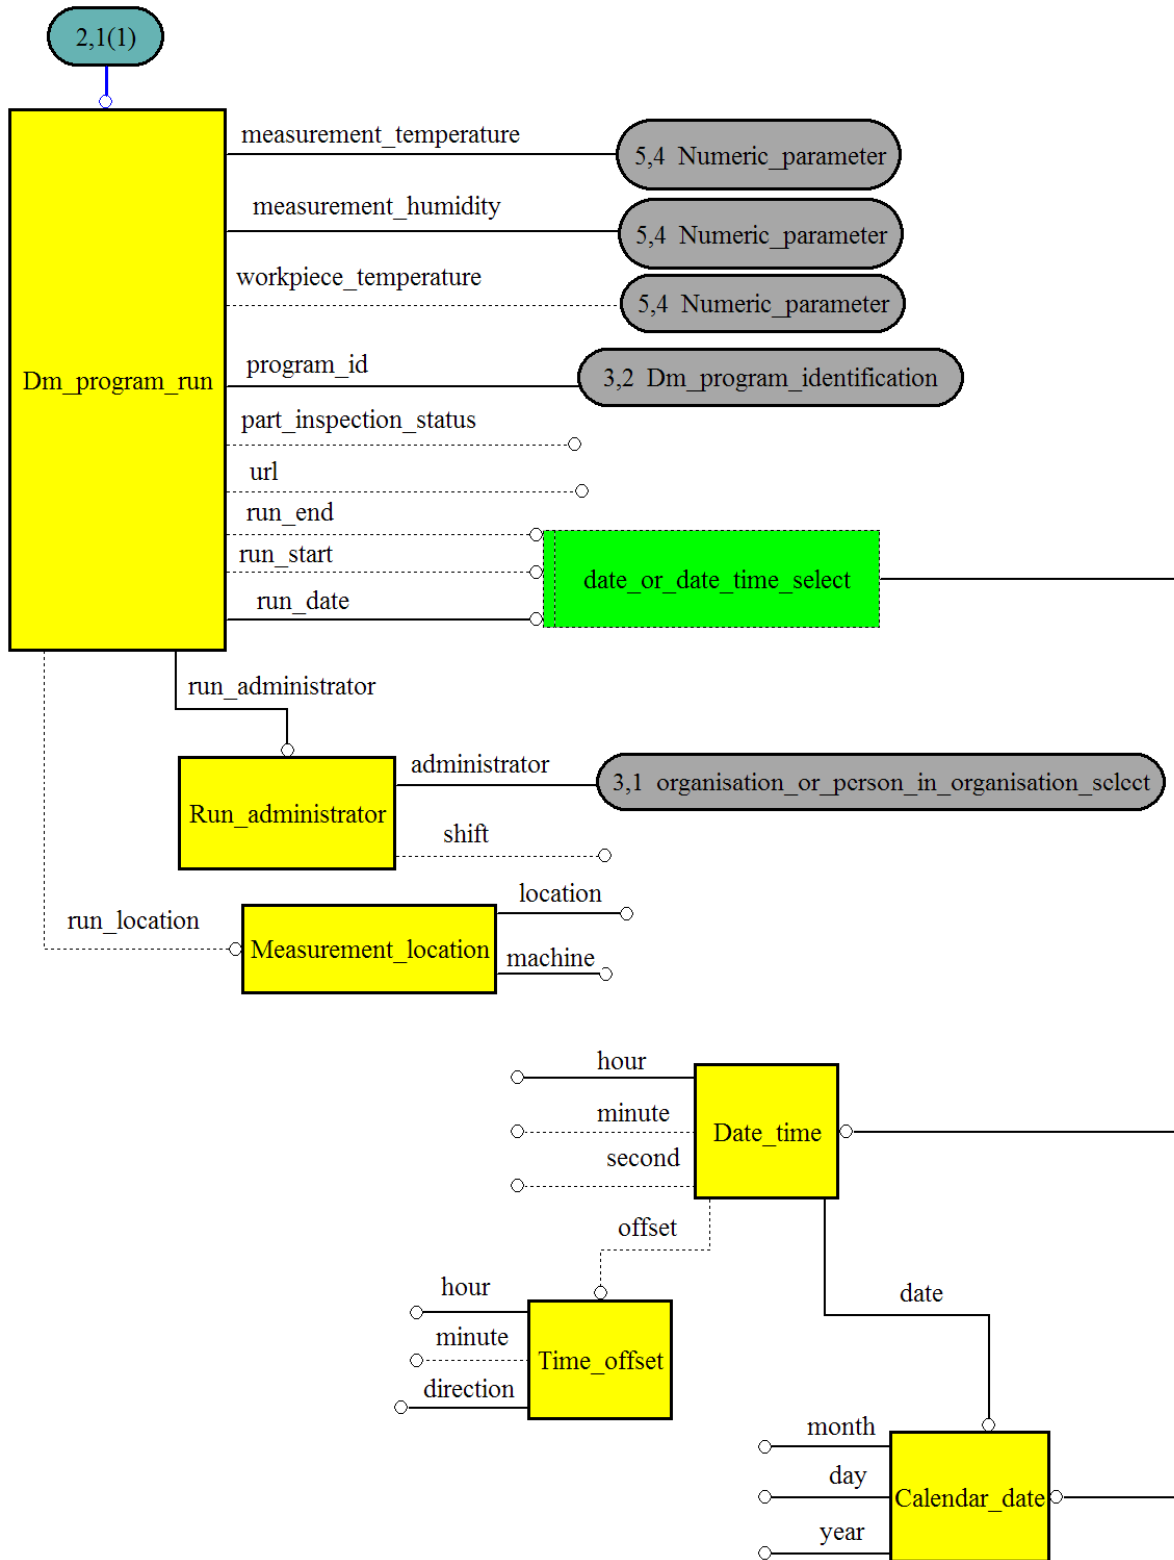 2,1(1)
measurement_temperature
5,4 Numeric_parameter
measurement_humidity
5,4 Numeric_parameter
workpiece_temperature
5,4 Numeric_parameter
Dm_program_run
program_id
3,2 Dm_program_identification
part_inspection_status
url
run_end
run_start
date_or_date_time_select
run_date
run_administrator
administrator
3,1 organisation_or_person_in_organisation_select
Run_administrator
shift
location
run_location
Measurement_location
machine
hour
minute
Date_time
second
offset
hour
date
minute
Time_offset
direction
month
day
Calendar_date
year